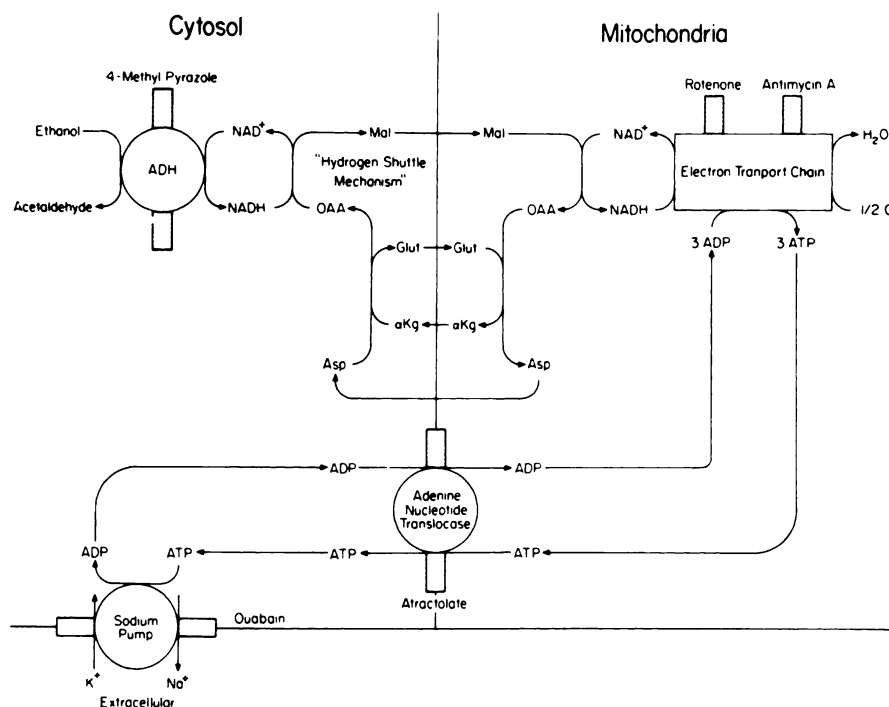 Cytosol
Mitochondria
4-Methyl Pyrazole
Rotenone
Antimycin A
Ethanol
NAD+
Mal
Mal
NAD+
H2O
ADH
"Hydrogen Shuttle
Mechanism"
Electron Tranport Chain
Acetaldehyde
NADH
OAA
OAA
NADH
1/2 O
Glut
Glut
3 ADP
3 ATP
αKg
αKg
Asp
Asp
ADP
ADP
Adenine
Nucleotide
Translocase
ADP
ATP
ATP
ATP
Atractolate
Ouabain
Sodium
Pump
K+
Na+
Extracellular